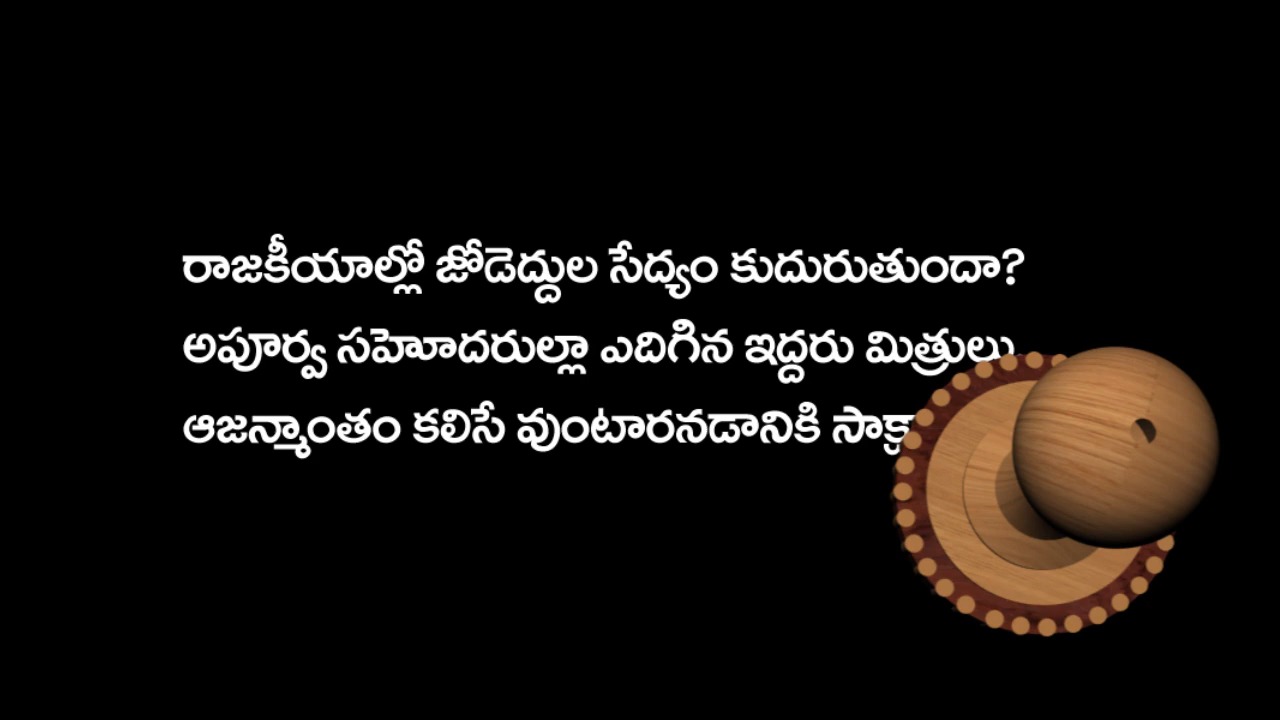 రాజకీయాల్లో జోడెద్దుల సేద్యం కుదురుతుందా?
అపూర్వ సహెూదరుల్లా ఎదిగిన ఇద్దరు మిత్రులు
ఆజన్మాంతం కలిసే వుంటారనడానికి